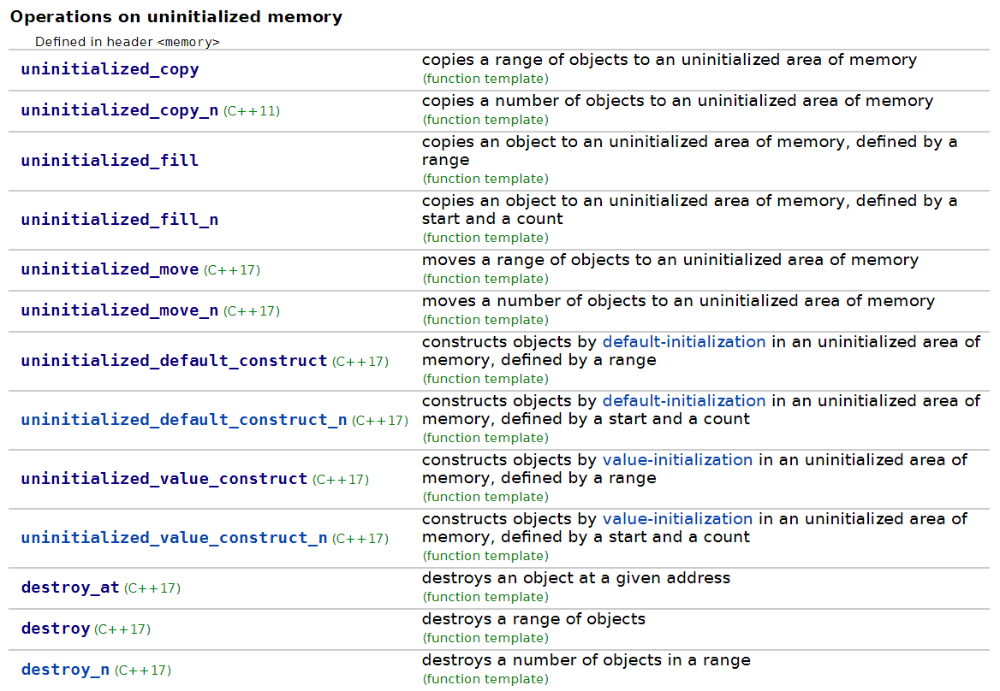 Operations on uninitialized memory
Defined in header <memory>
uninitialized_copy
copies a range of objects to an uninitialized area of memory
(function template)
uninitialized_copy_n (C++11)
copies a number of objects to an uninitialized area of memory
(function template)
uninitialized_fill
copies an object to an uninitialized area of memory, defined by a
range
(function template)
uninitialized_fill_n
copies an object to an uninitialized area of memory, defined by a
start and a count
(function template)
uninitialized_move (C++17)
moves a range of objects to an uninitialized area of memory
(function template)
uninitialized_move_n (C++17)
moves a number of objects to an uninitialized area of memory
(function template)
uninitialized_default_construct (C++17)
constructs objects by default-initialization in an uninitialized area of
memory, defined by a range
(function template)
uninitialized_default_construct_n (C++17)
constructs objects by default-initialization in an uninitialized area of
memory, defined by a start and a count
(function template)
uninitialized_value_construct (C++17)
constructs objects by value-initialization in an uninitialized area of
memory, defined by a range
(function template)
uninitialized_value_construct_n (C++17)
constructs objects by value-initialization in an uninitialized area of
memory, defined by a start and a count
(function template)
destroy_at (C++17)
destroys an object at a given address
(function template)
destroy (C++17)
destroys a range of objects
(function template)
destroy_n (C++17)
destroys a number of objects in a range
(function template)